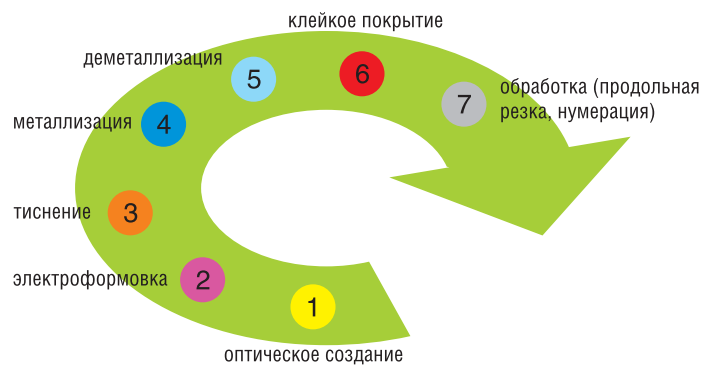 клейкое покрытие
6
деметаллизация
5
обработка (продольная
резка, нумерация)
7
металлизация
4
тиснение
3
электроформовка
2
1
оптическое создание